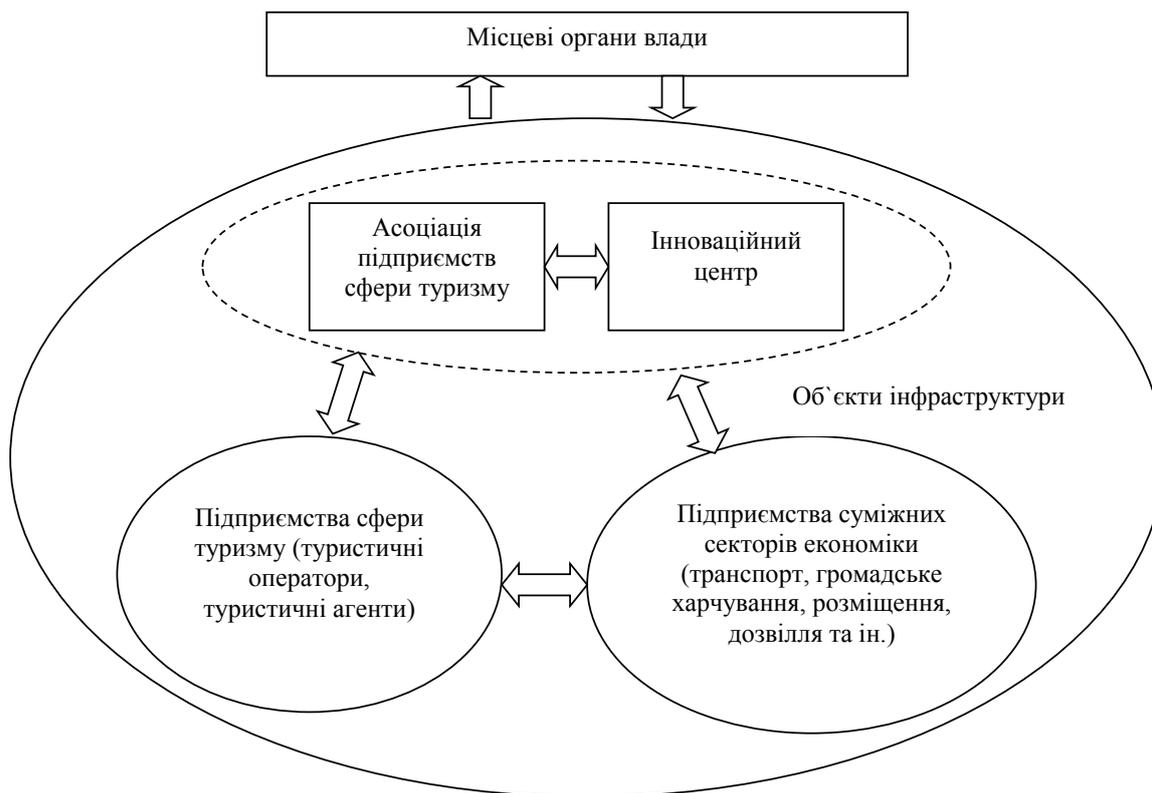 Місцеві органи влади
Асоціація
підприємств
сфери туризму
Інноваційний
центр
Об`єкти інфраструктури
Підприємства сфери
туризму (туристичні
оператори,
туристичні агенти)
Підприємства суміжних
секторів економіки
(транспорт, громадське
харчування, розміщення,
дозвілля та ін.)